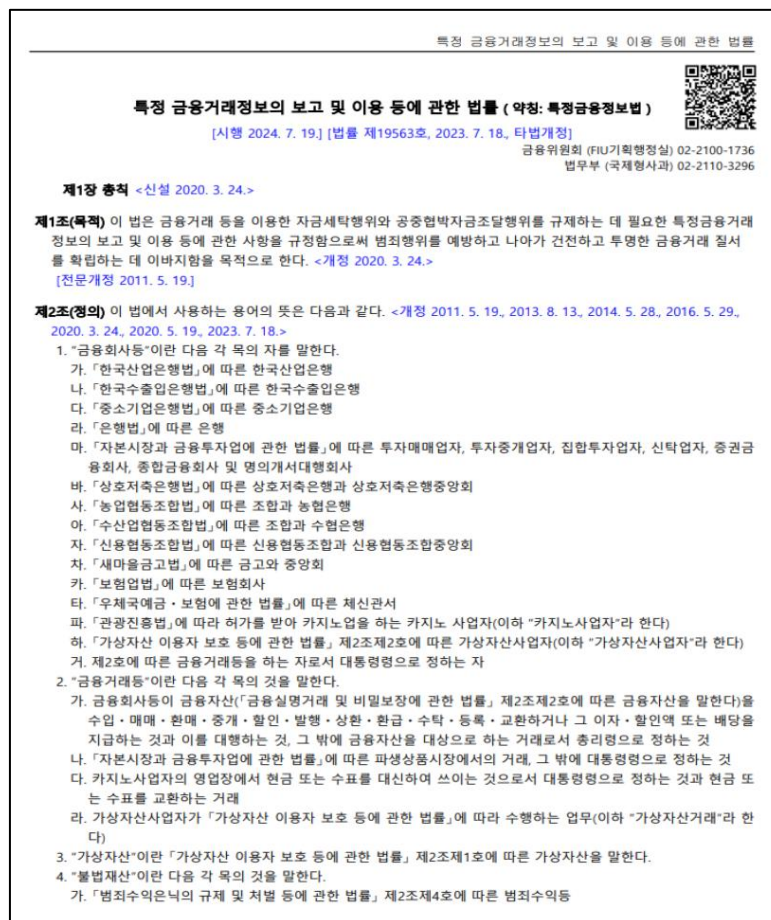 특정 금융거래정보의 보고 및 이용 등에 관한 법률
특정 금융거래정보의 보고 및 이용 등에 관한 법률 ( 약칭: 특정금융정보법 )
[시행 2024. 7. 19.] [법률 제19563호, 2023. 7. 18., 타법개정]
금융위원회 (FIU기획행정실) 02-2100-1736
법무부 (국제형사과) 02-2110-3296
제1장 총칙 <신설 2020. 3. 24.>
제1조(목적) 이 법은 금융거래 등을 이용한 자금세탁행위와 공중협박자금조달행위를 규제하는 데 필요한 특정금융거래
정보의 보고 및 이용 등에 관한 사항을 규정함으로써 범죄행위를 예방하고 나아가 건전하고 투명한 금융거래 질서
를 확립하는 데 이바지함을 목적으로 한다. <개정 2020. 3. 24.>
[전문개정 2011. 5. 19.]
제2조(정의) 이 법에서 사용하는 용어의 뜻은 다음과 같다. <개정 2011. 5. 19., 2013. 8. 13., 2014. 5. 28., 2016. 5. 29.,
2020. 3. 24., 2020. 5. 19., 2023. 7. 18.>
1. "금융회사등"이란 다음 각 목의 자를 말한다.
가. 「한국산업은행법」에 따른 한국산업은행
나. 「한국수출입은행법」에 따른 한국수출입은행
다. 「중소기업은행법」에 따른 중소기업은행
라. 「은행법」에 따른 은행
마. 「자본시장과 금융투자업에 관한 법률」에 따른 투자매매업자, 투자중개업자, 집합투자업자, 신탁업자, 증권금
융회사, 종합금융회사 및 명의개서대행회사
바. 「상호저축은행법」에 따른 상호저축은행과 상호저축은행중앙회
사. 「농업협동조합법」에 따른 조합과 농협은행
아. 「수산업협동조합법」에 따른 조합과 수협은행
자. 「신용협동조합법」에 따른 신용협동조합과 신용협동조합중앙회
차. 「새마을금고법」에 따른 금고와 중앙회
카. 「보험업법」에 따른 보험회사
타. 「우체국예금ㆍ보험에 관한 법률」에 따른 체신관서
파. 「관광진흥법」에 따라 허가를 받아 카지노업을 하는 카지노 사업자(이하 "카지노사업자"라 한다)
하. 「가상자산 이용자 보호 등에 관한 법률」 제2조제2호에 따른 가상자산사업자(이하 "가상자산사업자"라 한다)
거. 제2호에 따른 금융거래등을 하는 자로서 대통령령으로 정하는 자
2. "금융거래등"이란 다음 각 목의 것을 말한다.
가. 금융회사등이 금융자산(「금융실명거래 및 비밀보장에 관한 법률」 제2조제2호에 따른 금융자산을 말한다)을
수입ㆍ매매ㆍ환매ㆍ중개ㆍ할인ㆍ발행ㆍ상환ㆍ환급ㆍ수탁ㆍ등록ㆍ교환하거나 그 이자ㆍ할인액 또는 배당을
지급하는 것과 이를 대행하는 것, 그 밖에 금융자산을 대상으로 하는 거래로서 총리령으로 정하는 것
나. 「자본시장과 금융투자업에 관한 법률」에 따른 파생상품시장에서의 거래, 그 밖에 대통령령으로 정하는 것
다. 카지노사업자의 영업장에서 현금 또는 수표를 대신하여 쓰이는 것으로서 대통령령으로 정하는 것과 현금 또
는 수표를 교환하는 거래
라. 가상자산사업자가 「가상자산 이용자 보호 등에 관한 법률」에 따라 수행하는 업무(이하 "가상자산거래"라 한
다)
3. "가상자산"이란 「가상자산 이용자 보호 등에 관한 법률」 제2조제1호에 따른 가상자산을 말한다.
4. "불법재산"이란 다음 각 목의 것을 말한다.
가. 「범죄수익은닉의 규제 및 처벌 등에 관한 법률」 제2조제4호에 따른 범죄수익등